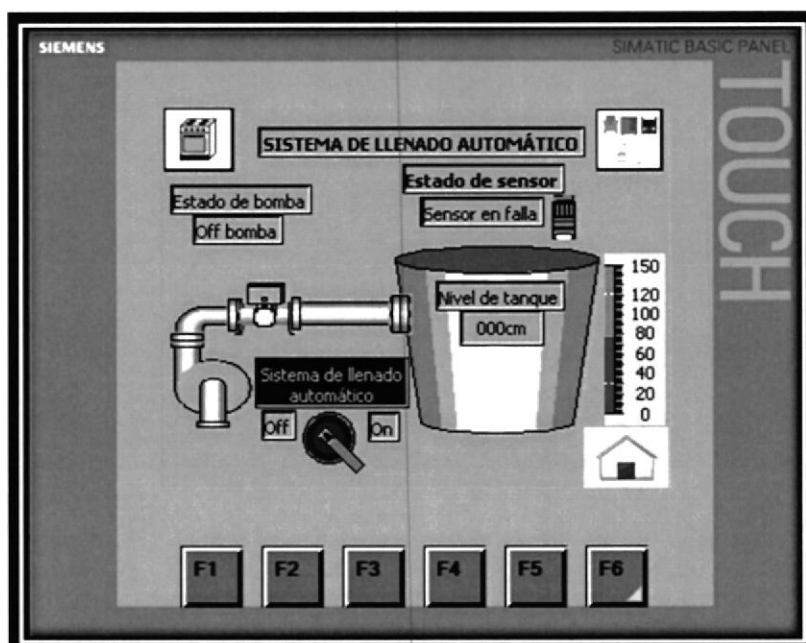 SIEMENS
SIMATIC BASIC PANEL
TOUCH
SISTEMA DE LLENADO AUTOMÁTICO
Estado de sensor
Estado de bomba
Sensor en falla
Off bomba
Nivel de tanque
000cm
150
120
100
80
60
40
20
0
Sistema de llenado
automático
Off
On
F1
F2
F3
F4
F5
F6